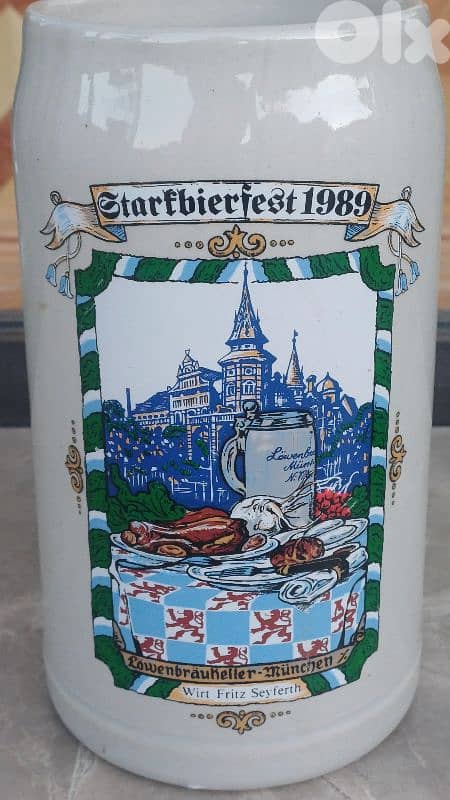 Olx
Starkbierfest 1989
Löwenbräukeller-München
Wirt Fritz Seyferth